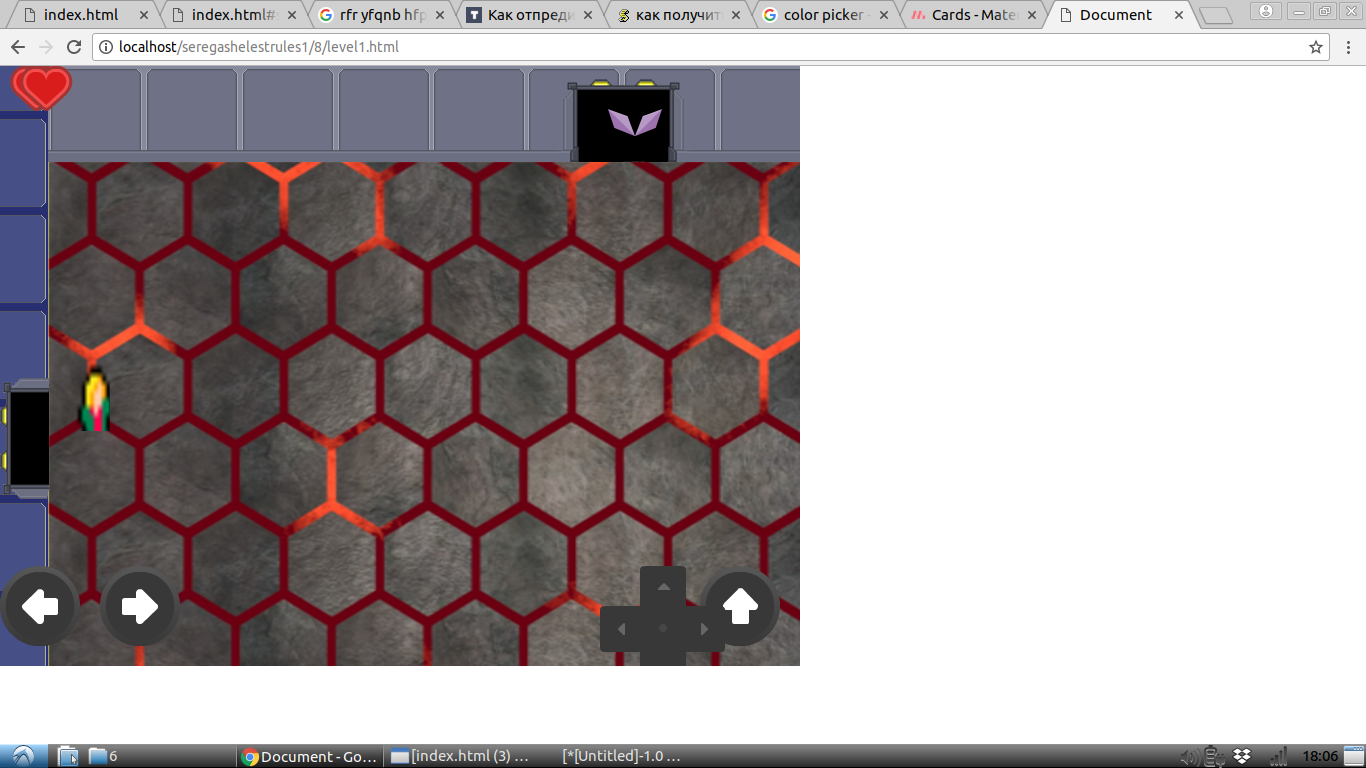 index.html
index.html#
rfr yfqnb hfp
Как отпреди
как получит
color picker -
Cards - Mate
Document
localhost/seregashelestrules1/8/level1.html
6
Document - Go...
[index.html (3) ...
[*[Untitled]-1.0 ...
18:06